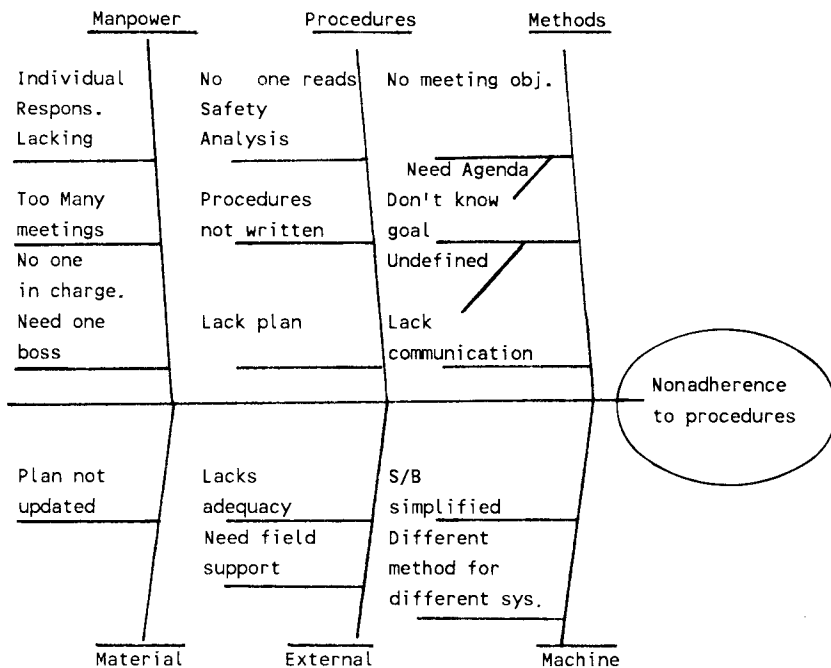 Manpower
Procedures
Methods
Individual
Respons.
Lacking
No one reads
Safety
Analysis
No meeting obj.
Need Agenda
Too Many
meetings
Procedures
not written
Don't know
goal
Undefined
No one
in charge.
Need one
boss
Lack plan
Lack
communication
Nonadherence
to procedures
Plan not
updated
Lacks
adequacy
Need field
support
S/B
simplified
Different
method for
different sys.
Material
External
Machine